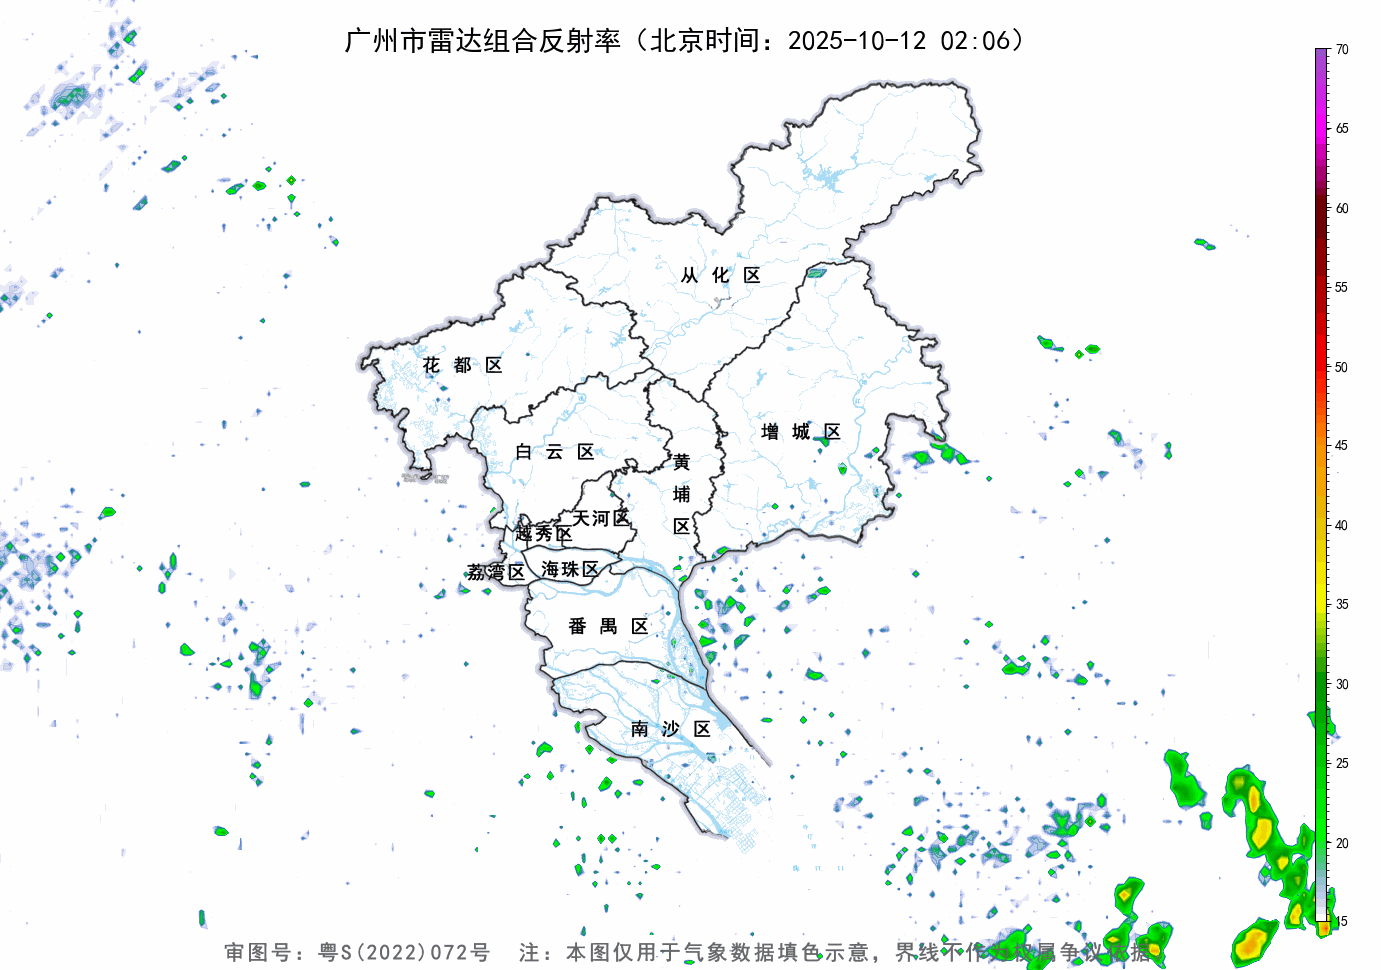 广州市雷达组合反射率（北京时间：2025-10-12 02:06）
70
65
60
55
50
45
40
35
30
25
20
15
从化区
花都区
增城区
白云区
黄埔区
天河区
越秀区
荔湾区
海珠区
番禺区
南沙区
审图号：粤S(2022)072号 注：本图仅用于气象数据填色示意，界线不作为权属争议依据